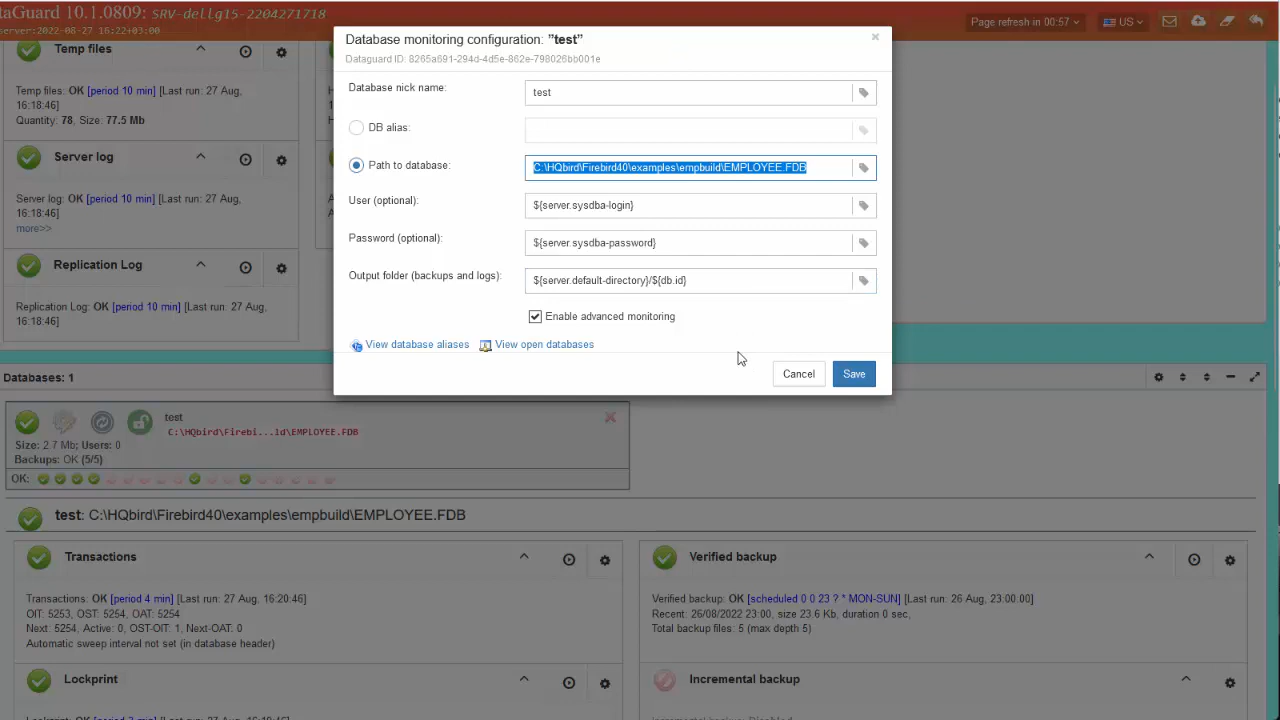 taGuard 10.1.0809: SRV-dellg15-2204271718
server:2022-08-27 16:22+03:00
Page refresh in 00:57
US
Temp files
Temp files: OK [period 10 min] [Last run: 27 Aug, 16:18:46]
Quantity: 78, Size: 77.5 Mb
Server log
Server log: OK [period 10 min] [Last run: 27 Aug, 16:18:46]
more>>
Replication Log
Replication Log: OK [period 10 min] [Last run: 27 Aug, 16:18:46]
Database monitoring configuration: "test"
Dataguard ID: 8265a691-294d-4d5e-862e-798026bb001e
Database nick name:
test
DB alias:
Path to database:
C:\HQbird\Firebird40\examples\empbuild\EMPLOYEE.FDB
User (optional):
${server.sysdba-login}
Password (optional):
${server.sysdba-password}
Output folder (backups and logs):
${server.default-directory}/${db.id}
Enable advanced monitoring
View database aliases
View open databases
Cancel
Save
Databases: 1
test
C:\HQbird\Firebi...ld\EMPLOYEE.FDB
Size: 2.7 Mb; Users: 0
Backups: OK (5/5)
OK:
test: C:\HQbird\Firebird40\examples\empbuild\EMPLOYEE.FDB
Transactions
Transactions: OK [period 4 min] [Last run: 27 Aug, 16:20:46]
OIT: 5253, OST: 5254, OAT: 5254
Next: 5254, Active: 0, OST-OIT: 1, Next-OAT: 0
Automatic sweep interval not set (in database header)
Verified backup
Verified backup: OK [scheduled 0 0 23 ? * MON-SUN] [Last run: 26 Aug, 23:00.00]
Recent: 26/08/2022 23:00, size 23.6 Kb, duration 0 sec,
Total backup files: 5 (max depth 5)
Lockprint
Incremental backup